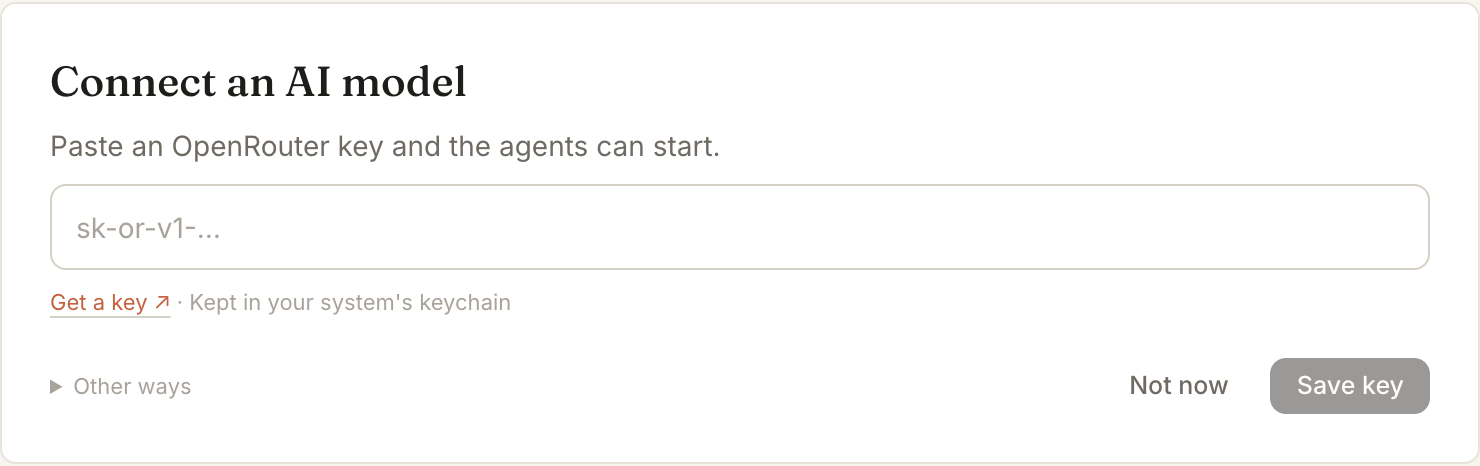 Connect an AI model
Paste an OpenRouter key and the agents can start.
sk-or-v1-...
Get a key ↗ · Kept in your system's keychain
▶ Other ways
Not now
Save key